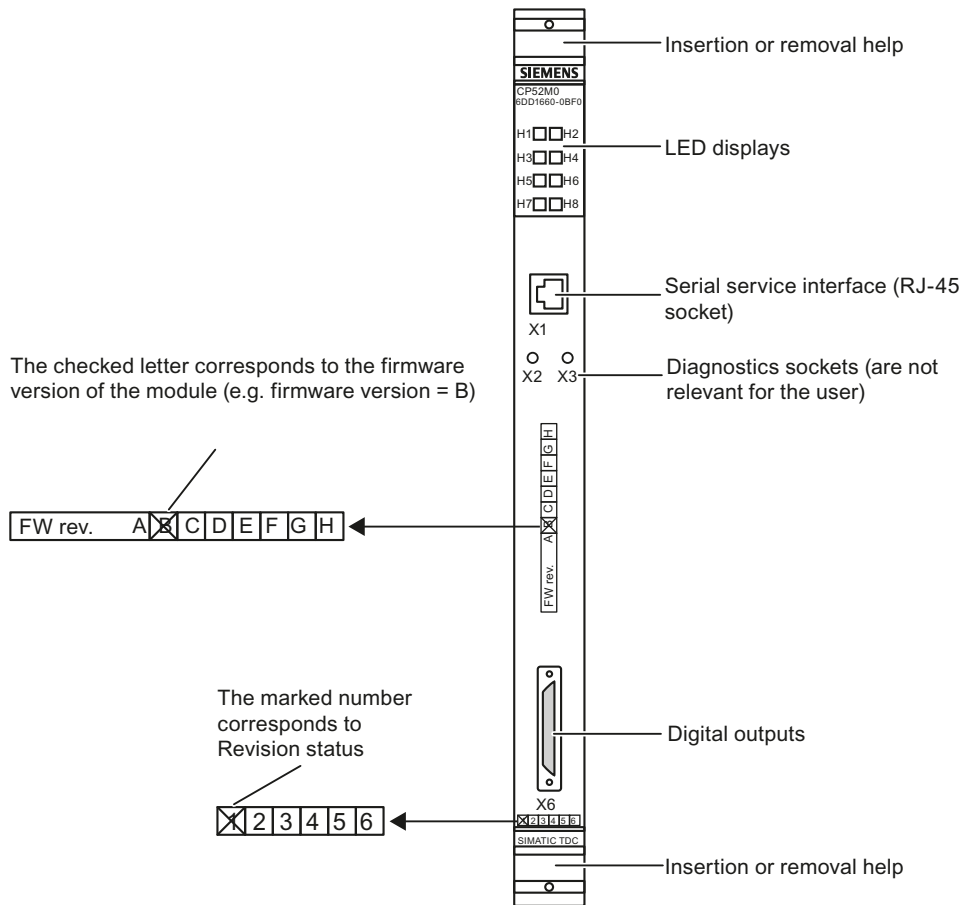 Insertion or removal help
SIEMENS
CP52M0
6DD1660-0BF0
H1 H2
H3 H4
H5 H6
H7 H8
LED displays
Serial service interface (RJ-45
socket)
X1
X2 X3
Diagnostics sockets (are not
relevant for the user)
The checked letter corresponds to the firmware
version of the module (e.g. firmware version = B)
FW rev. A B C D E F G H
FW rev. A B C D E F G H
The marked number
corresponds to
Revision status
1 2 3 4 5 6
Digital outputs
X6
1 2 3 4 5 6
SIMATIC TDC
Insertion or removal help